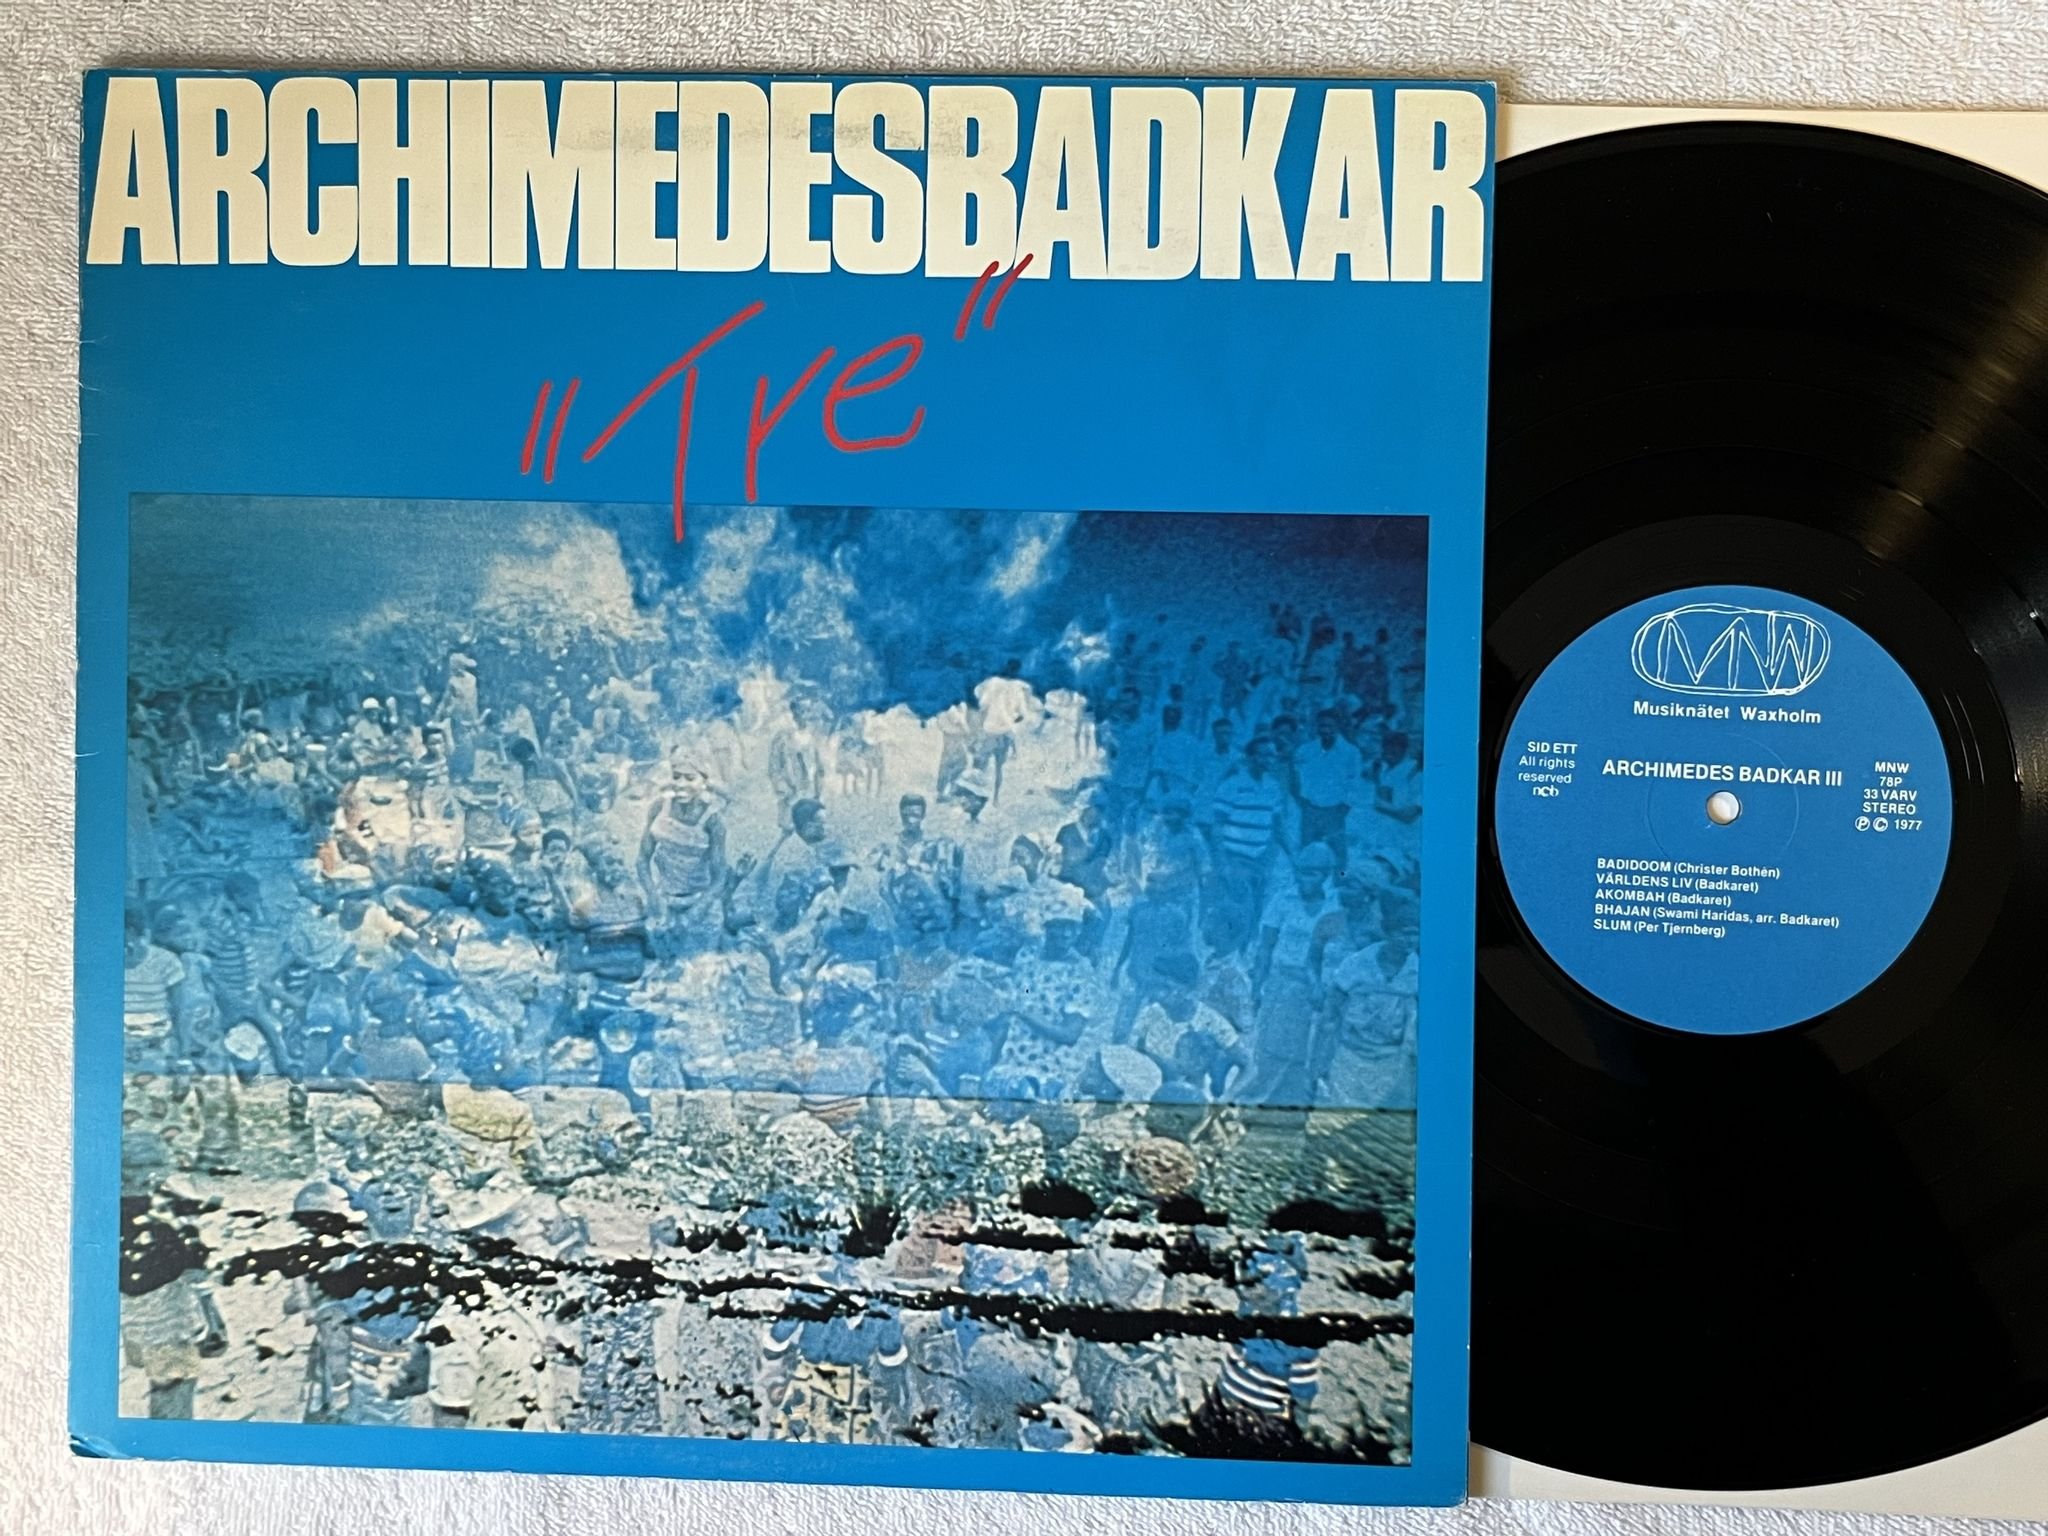 ARCHIMEDESBADKAR
"Tre"
MNW
Musiknätet Waxholm
SID ETT
All rights
reserved
ncb
ARCHIMEDES BADKAR III
MNW
78P
33 VARV
STEREO
Ⓟ © 1977
BADIDOOM (Christer Bothén)
VÄRLDENS LIV (Badkaret)
AKOMBAH (Badkaret)
BHAJAN (Swami Haridas, arr. Badkaret)
SLUM (Per Tjernberg)